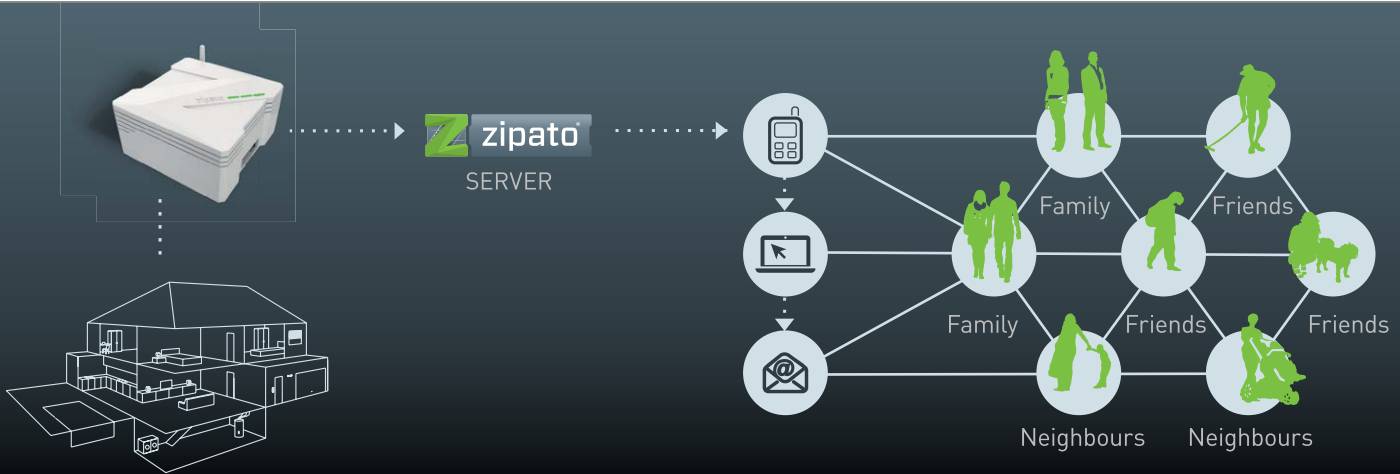 zipato
SERVER
Family
Friends
Family
Friends
Friends
Neighbours
Neighbours
@